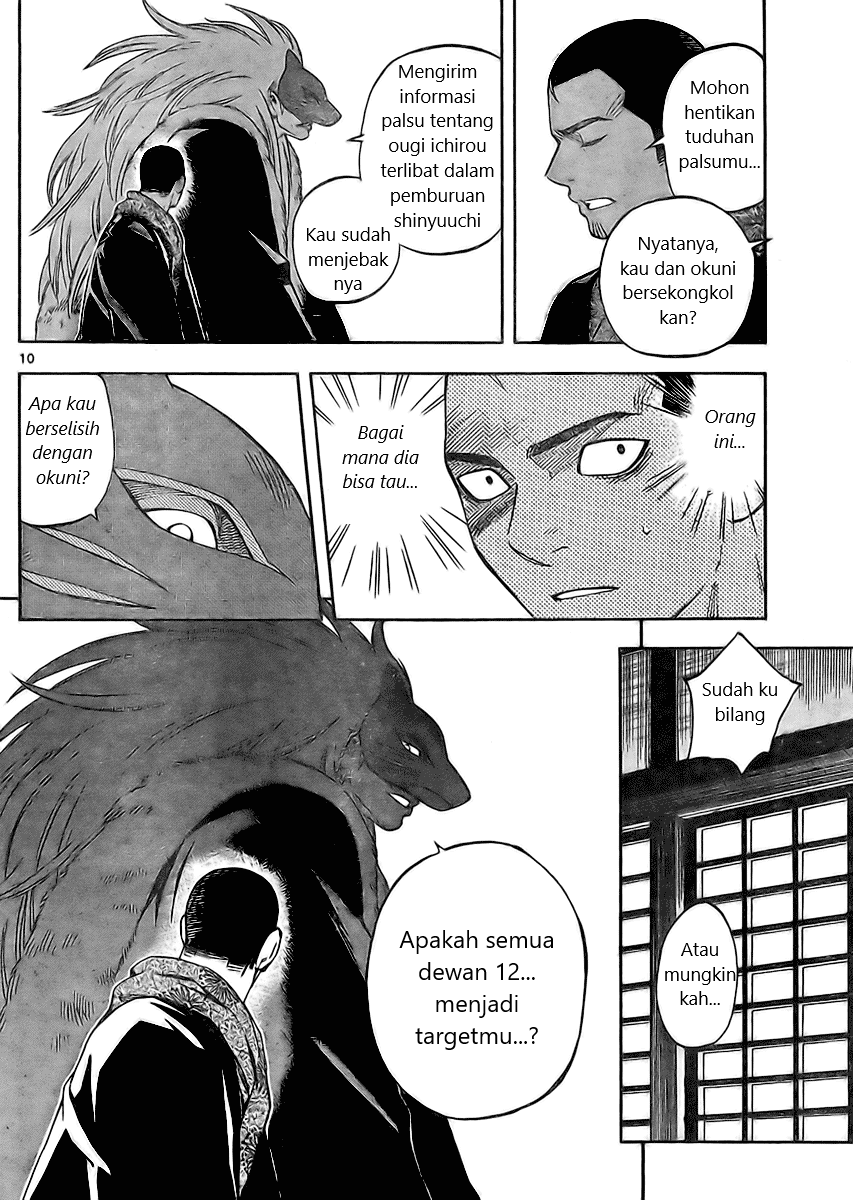 Mohon
hentikan
tuduhan
palsumu...
Nyatanya,
kau dan okuni
bersekongkol
kan?
Mengirim
informasi
palsu tentang
ougi ichirou
terlibat dalam
pemburuan
shinyuuchi
Kau sudah
menjebak
nya
10
Orang
ini...
Bagai
mana dia
bisa tau...
Apa kau
berselisih
dengan
okuni?
Sudah ku
bilang
Atau
mungkin
kah...
Apakah semua
dewan 12...
menjadi
targetmu...?